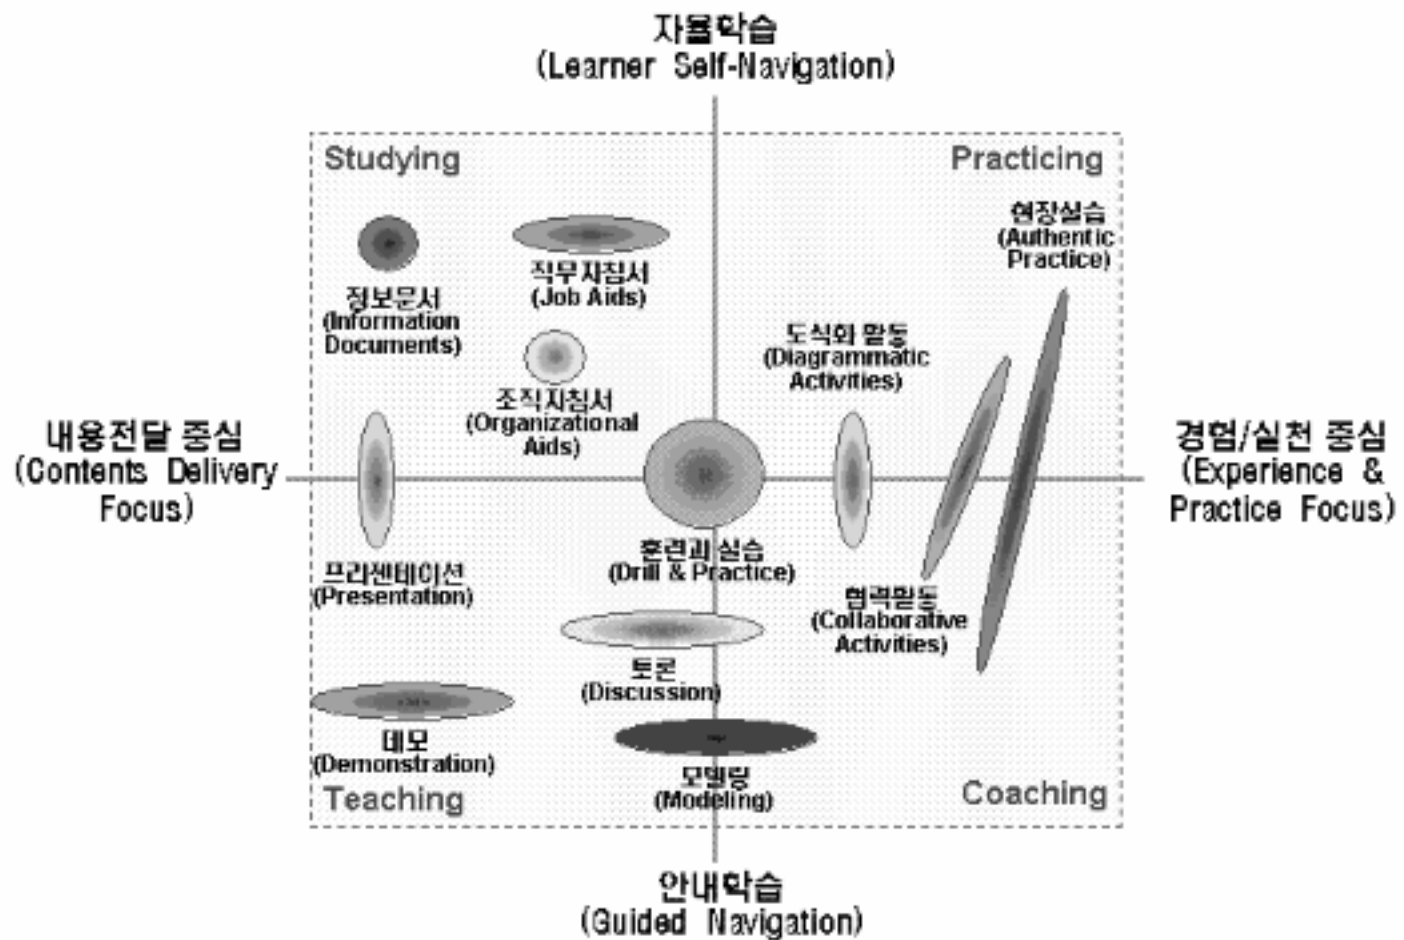 자율학습
(Learner Self-Navigation)
Studying
Practicing
현장실습
(Authentic
Practice)
직무지침서
(Job Aids)
정보문서
(Information
Documents)
도식화 활동
(Diagrammatic
Activities)
조직지침서
(Organizational
Aids)
내용전달 중심
(Contents Delivery
Focus)
경험/실천 중심
(Experience &
Practice Focus)
훈련과 실습
(Drill & Practice)
프리젠테이션
(Presentation)
협력활동
(Collaborative
Activities)
토론
(Discussion)
데모
(Demonstration)
모델링
(Modeling)
Teaching
Coaching
안내학습
(Guided Navigation)